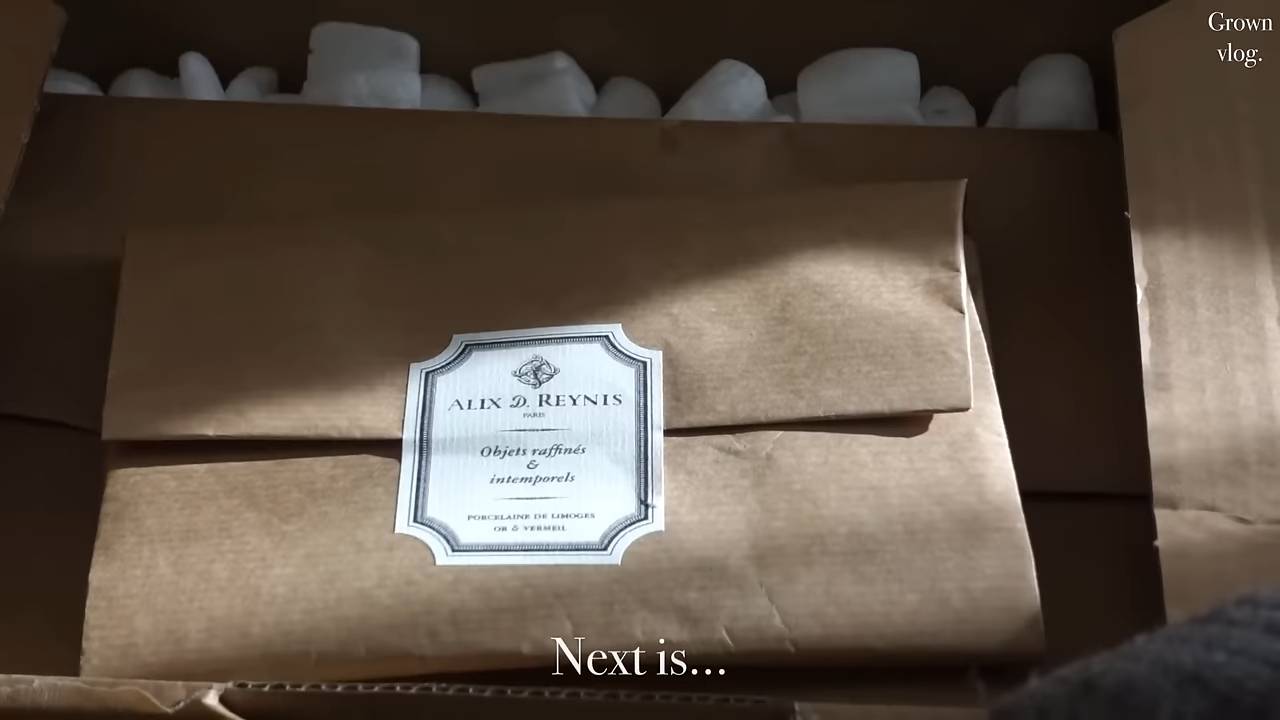 Grown
vlog.
ALIX D. REYNIS
PARIS
Objets raffinés
&
intemporels
PORCELAINE DE LIMOGES
OR & VERMEIL
Next is...